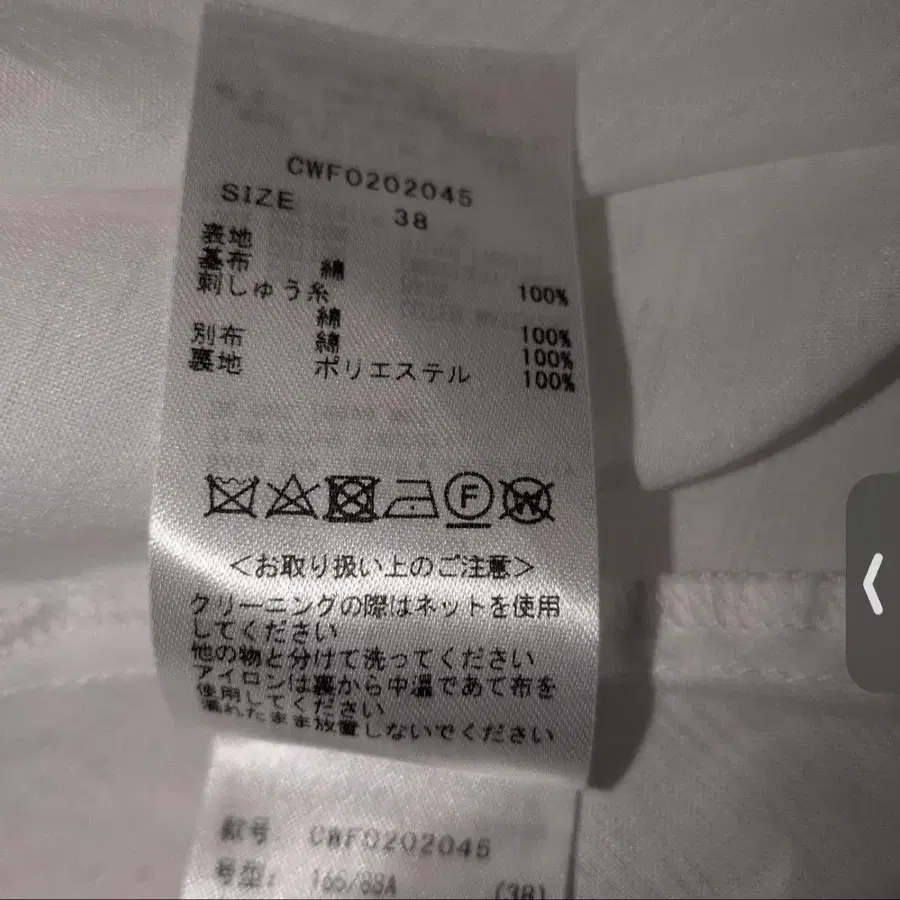 CWF0202045
SIZE 38
表地
基布 綿 100%
刺しゅう糸
綿 100%
別布 綿 100%
裏地 ポリエステル 100%
F W
<お取り扱い上のご注意>
クリーニングの際はネットを使用
してください
他の物と分けて洗ってください
アイロンは裏から中温であて布を
使用してください
濡れたまま放置しないでください
款号 CWF0202045
号型: 165/88A (38)